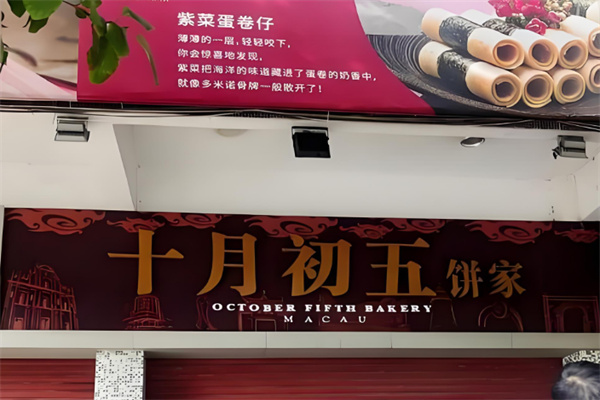 紫菜蛋卷仔
薄薄的一层,轻轻咬下,
你会惊喜地发现,
紫菜把海洋的味道藏进了蛋卷的奶香中,
就像多米诺骨牌一般散开了!
十月初五饼家
OCTOBER FIFTH BAKERY
MACAU